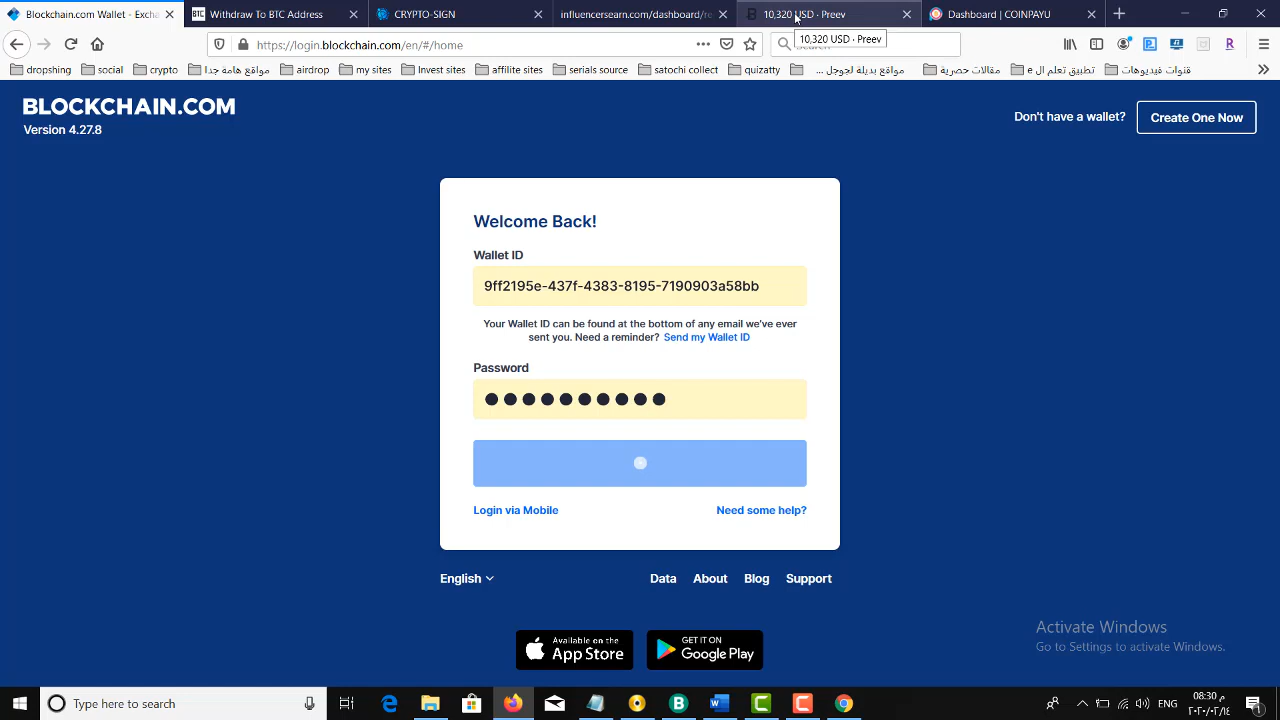 Blockchain.com Wallet - Excha
BTC Withdraw To BTC Address
CRYPTO-SIGN
influencersearn.com/dashboard/re
10,320 USD · Preev
Dashboard | COINPAYU
https://login.blockchain.com/en/#/home
10,320 USD · Preev
dropshing
social
crypto
مواقع هامة جدا
airdrop
my sites
Invest sites
affilite sites
serials source
satochi collect
quizatty
مواقع بديلة لجوجل ...
مقالات حصرية
تطبيق تعلم ال e
قنوات فيديوهات
BLOCKCHAIN.COM
Version 4.27.8
Don't have a wallet?
Create One Now
Welcome Back!
Wallet ID
9ff2195e-437f-4383-8195-7190903a58bb
Your Wallet ID can be found at the bottom of any email we've ever
sent you. Need a reminder? Send my Wallet ID
Password
Login via Mobile
Need some help?
English
Data
About
Blog
Support
Available on the
App Store
GET IT ON
Google Play
Activate Windows
Go to Settings to activate Windows.
Type here to search
ENG
08:30 م